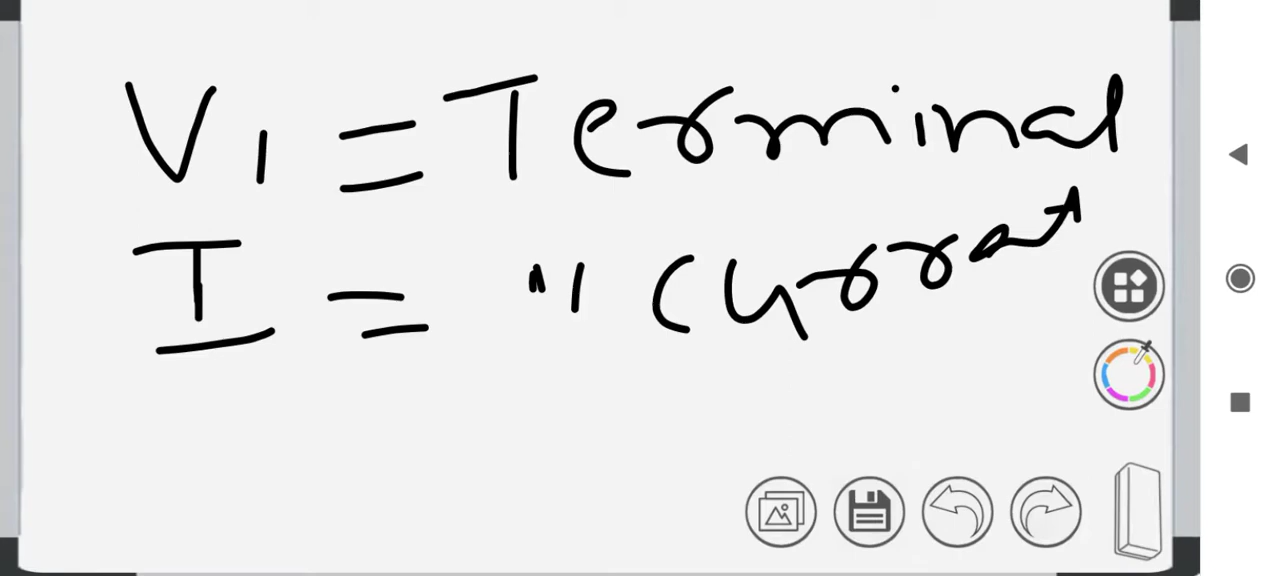 V1 = Terminal
I = " Current